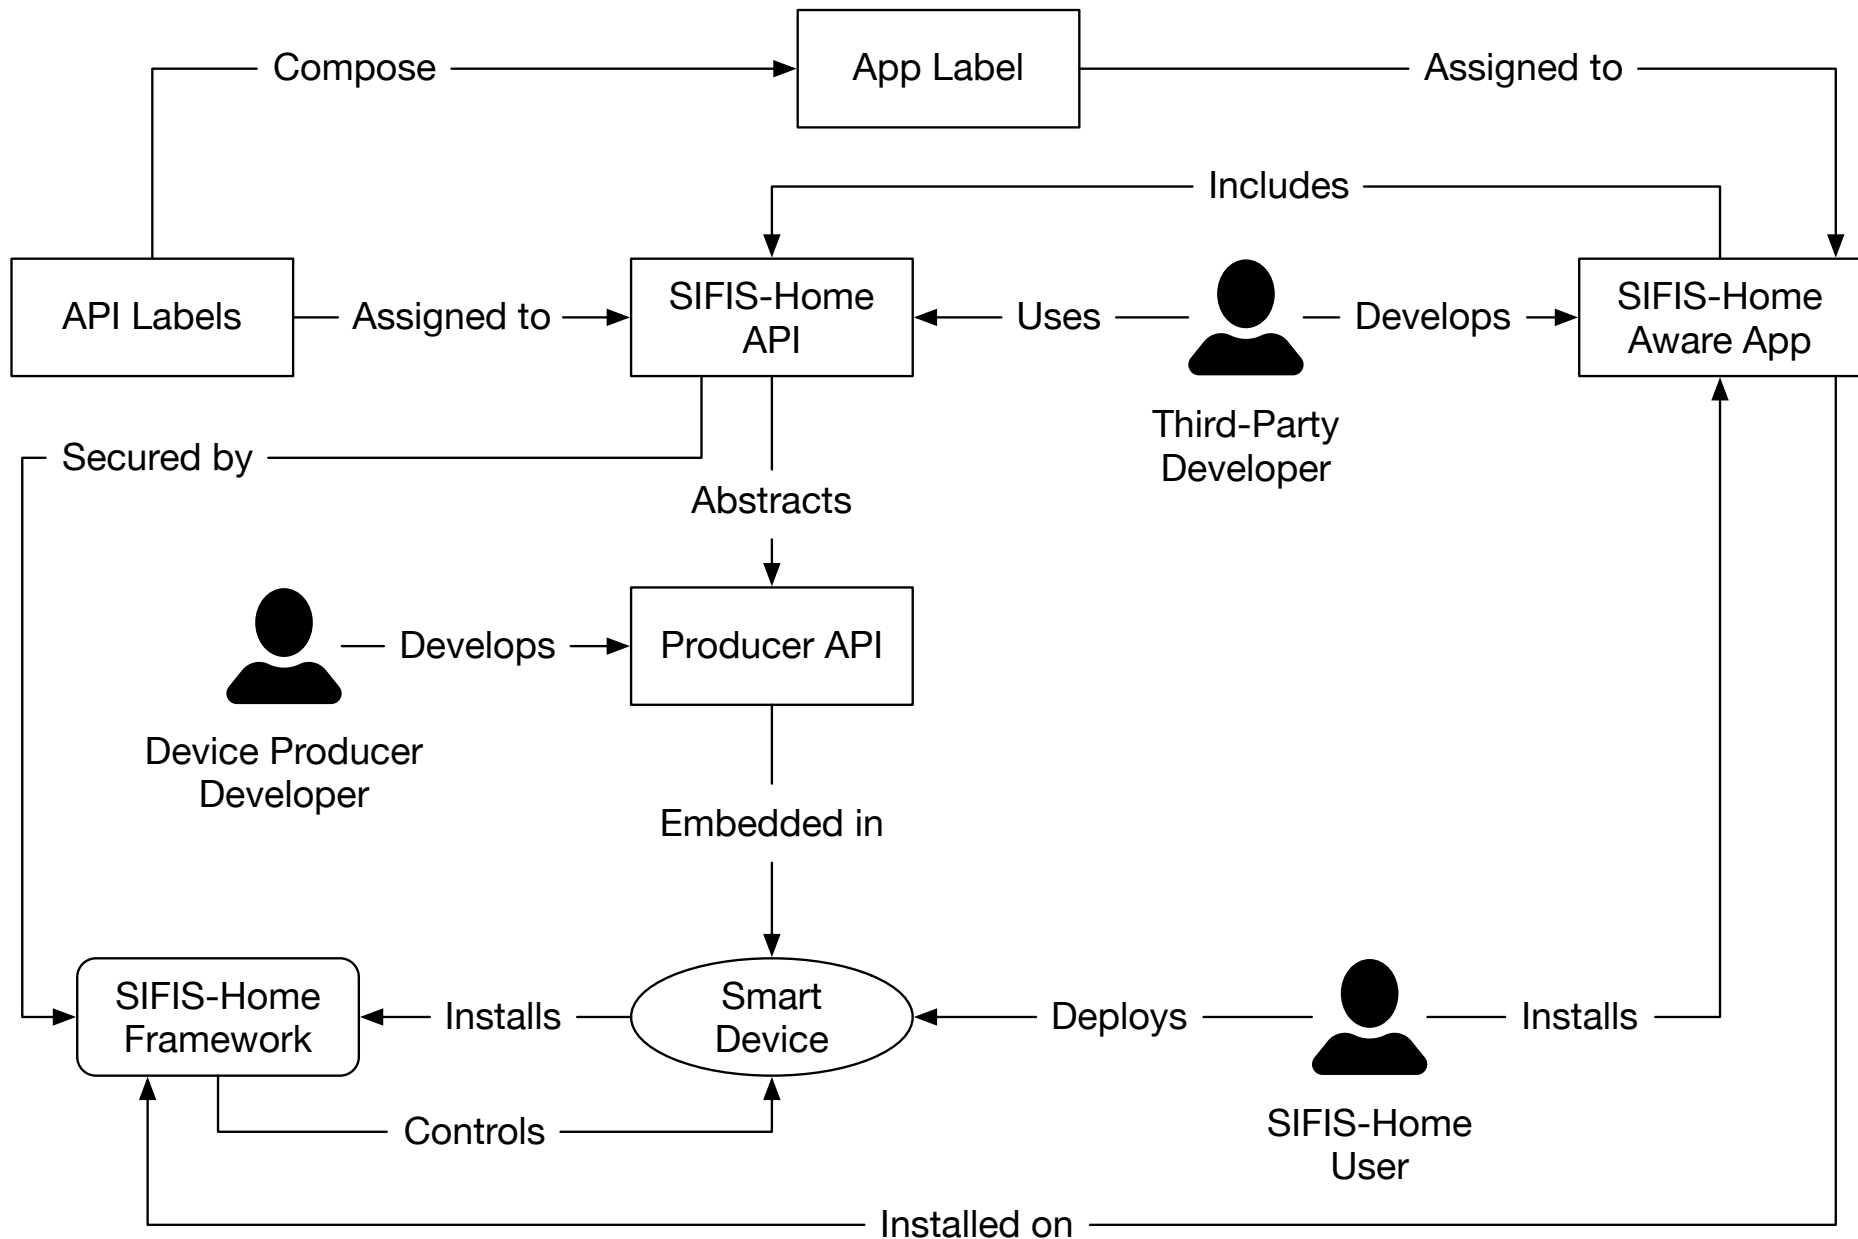 Compose
App Label
Assigned to
Includes
API Labels
Assigned to
SIFIS-Home
API
Uses
Develops
SIFIS-Home
Aware App
Third-Party
Developer
Secured by
Abstracts
Develops
Producer API
Device Producer
Developer
Embedded in
SIFIS-Home
Framework
Installs
Smart
Device
Deploys
Installs
Controls
SIFIS-Home
User
Installed on